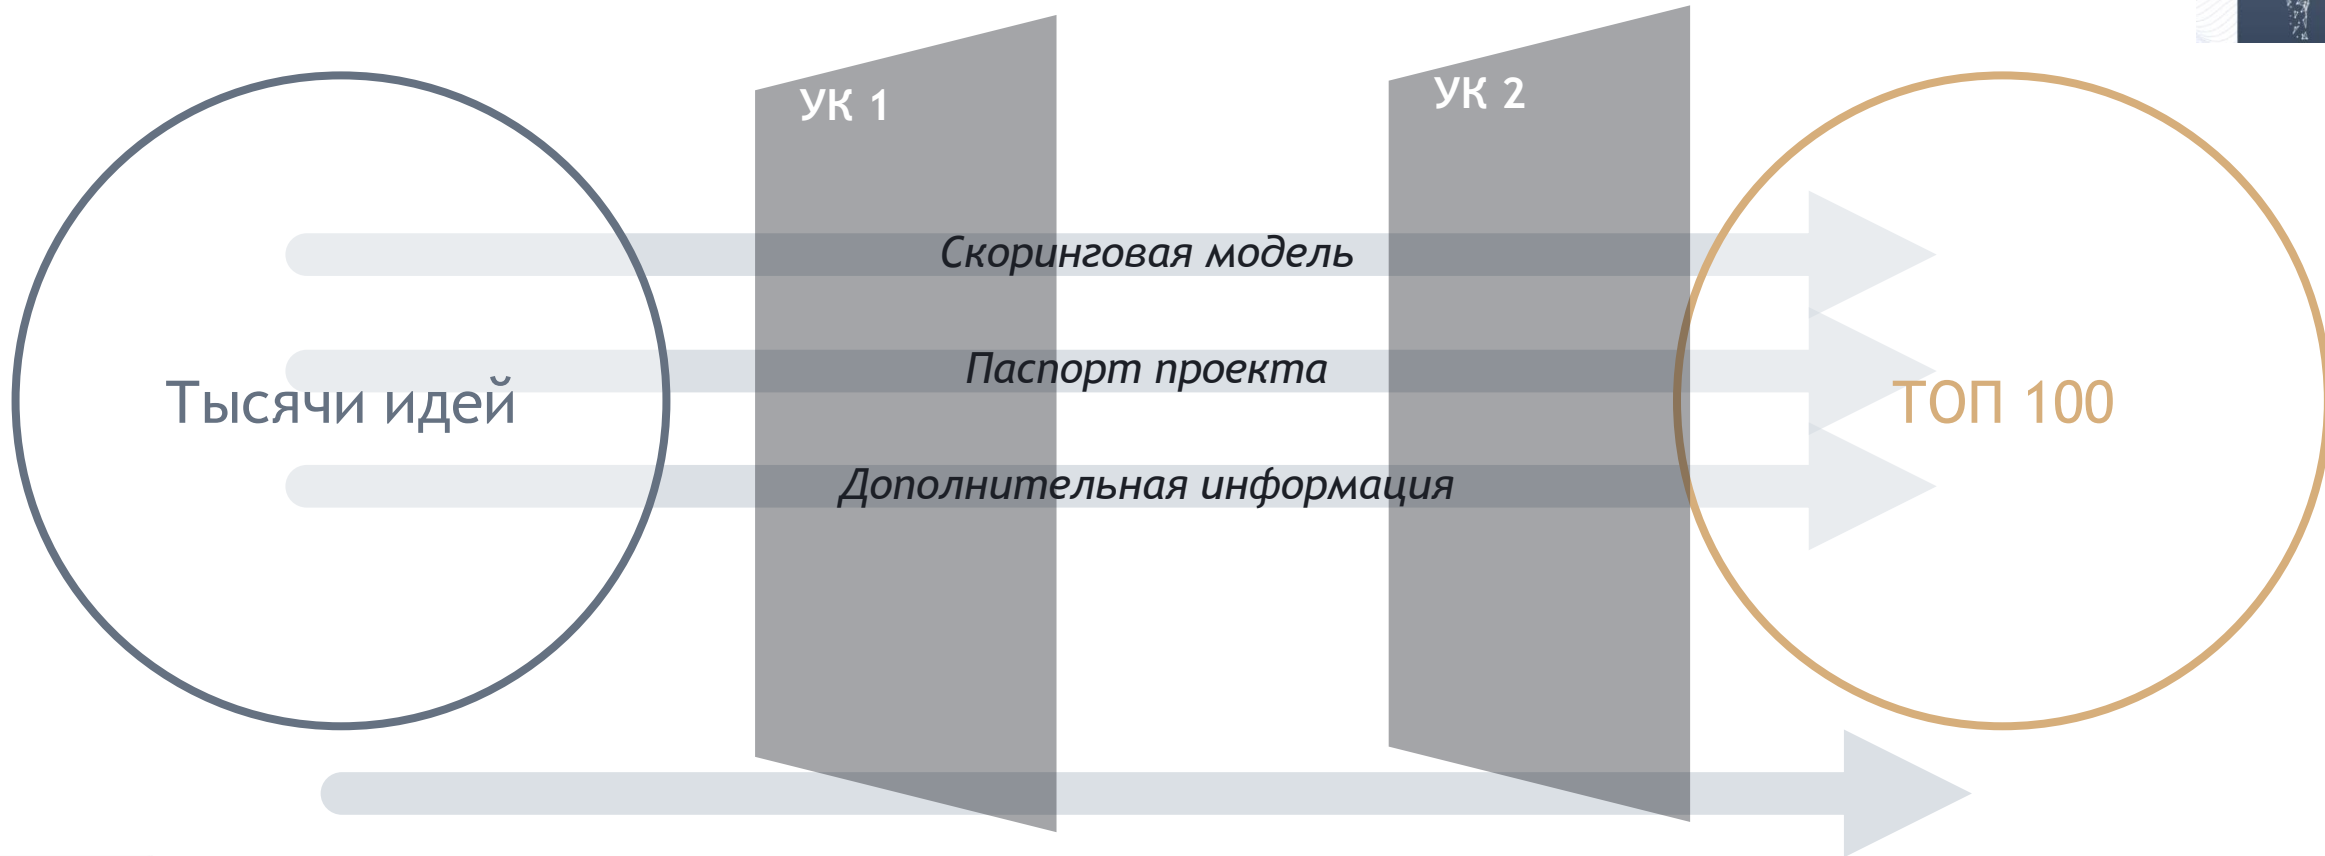 УК 1
УК 2
Скоринговая модель
Паспорт проекта
Тысячи идей
ТОП 100
Дополнительная информация